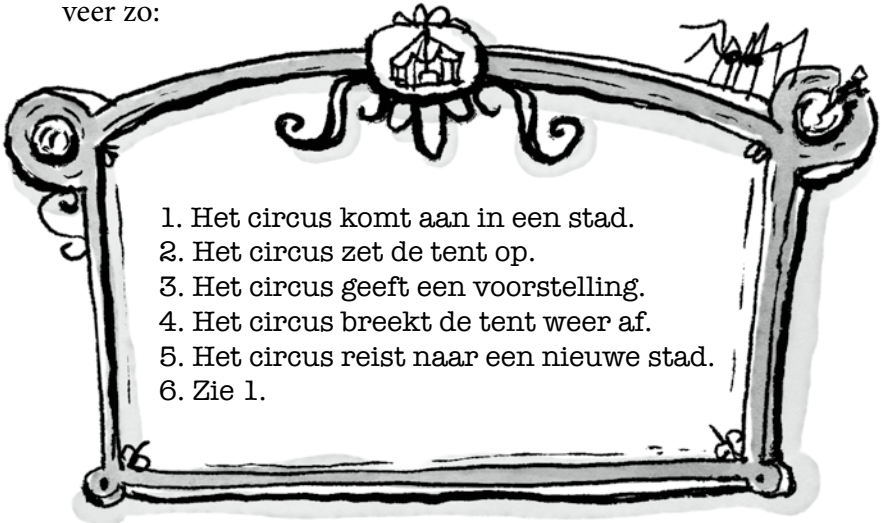 veer zo:
1. Het circus komt aan in een stad.
2. Het circus zet de tent op.
3. Het circus geeft een voorstelling.
4. Het circus breekt de tent weer af.
5. Het circus reist naar een nieuwe stad.
6. Zie 1.